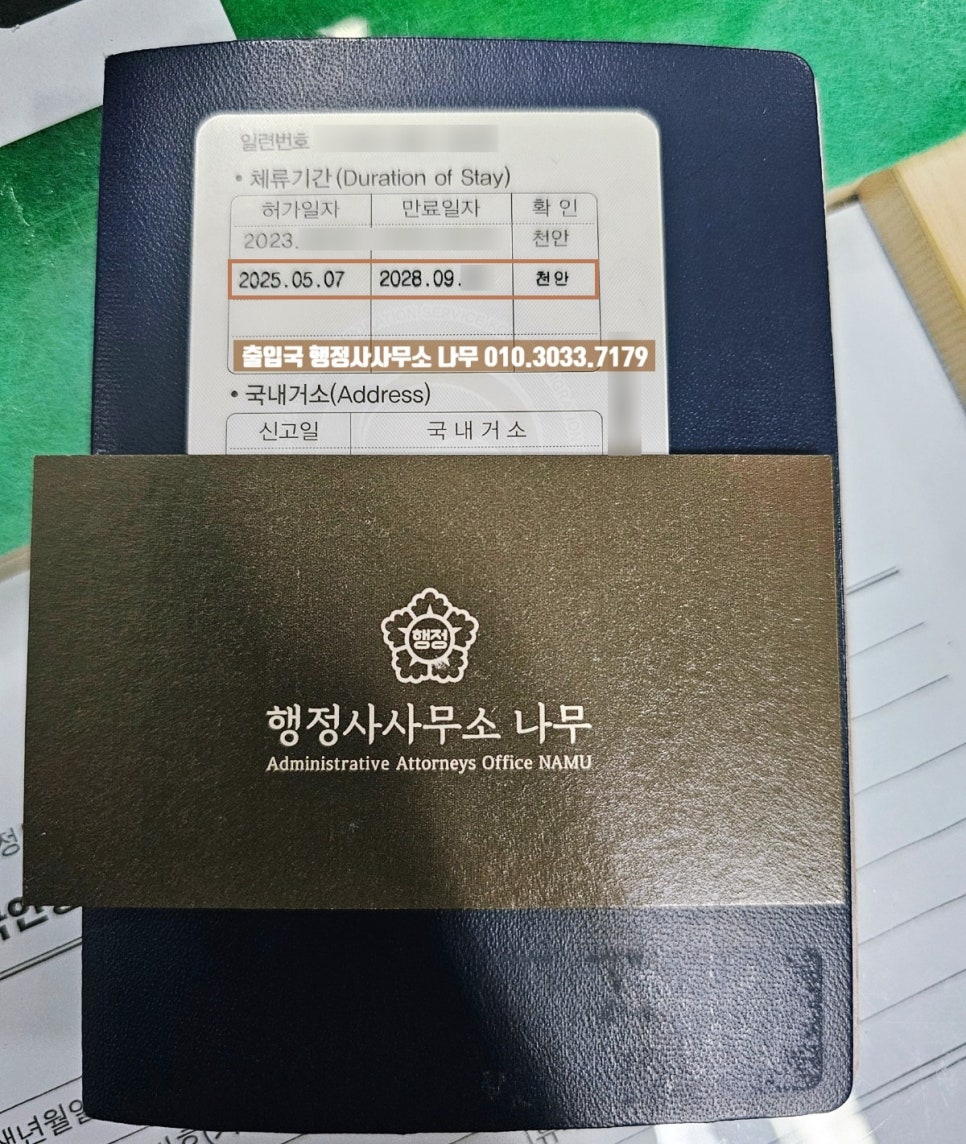 일련번호
• 체류기간(Duration of Stay)
허가일자 만료일자 확 인
2023. 천안
2025.05.07 2028.09. 천안
출입국 행정사사무소 나무 010.3033.7179
• 국내거소(Address)
신고일 국 내 거 소
행정
행정사사무소 나무
Administrative Attorneys Office NAMU